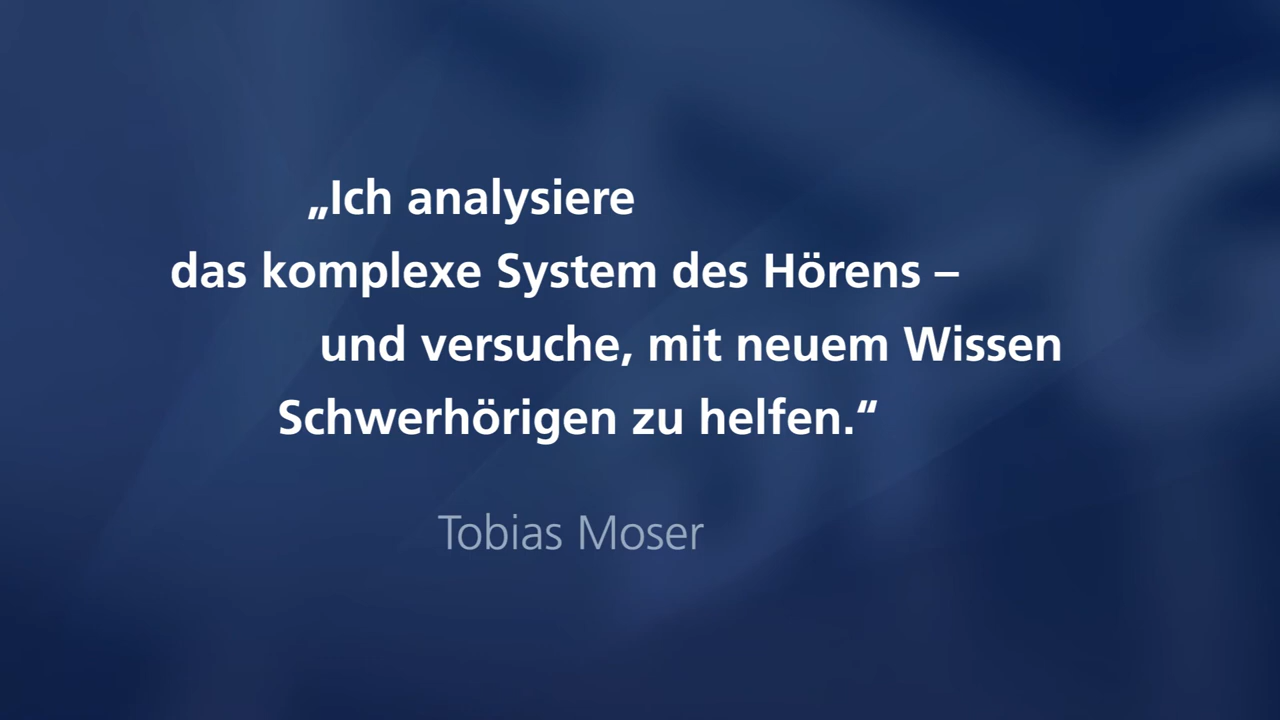 „Ich analysiere
das komplexe System des Hörens –
und versuche, mit neuem Wissen
Schwerhörigen zu helfen.“
Tobias Moser